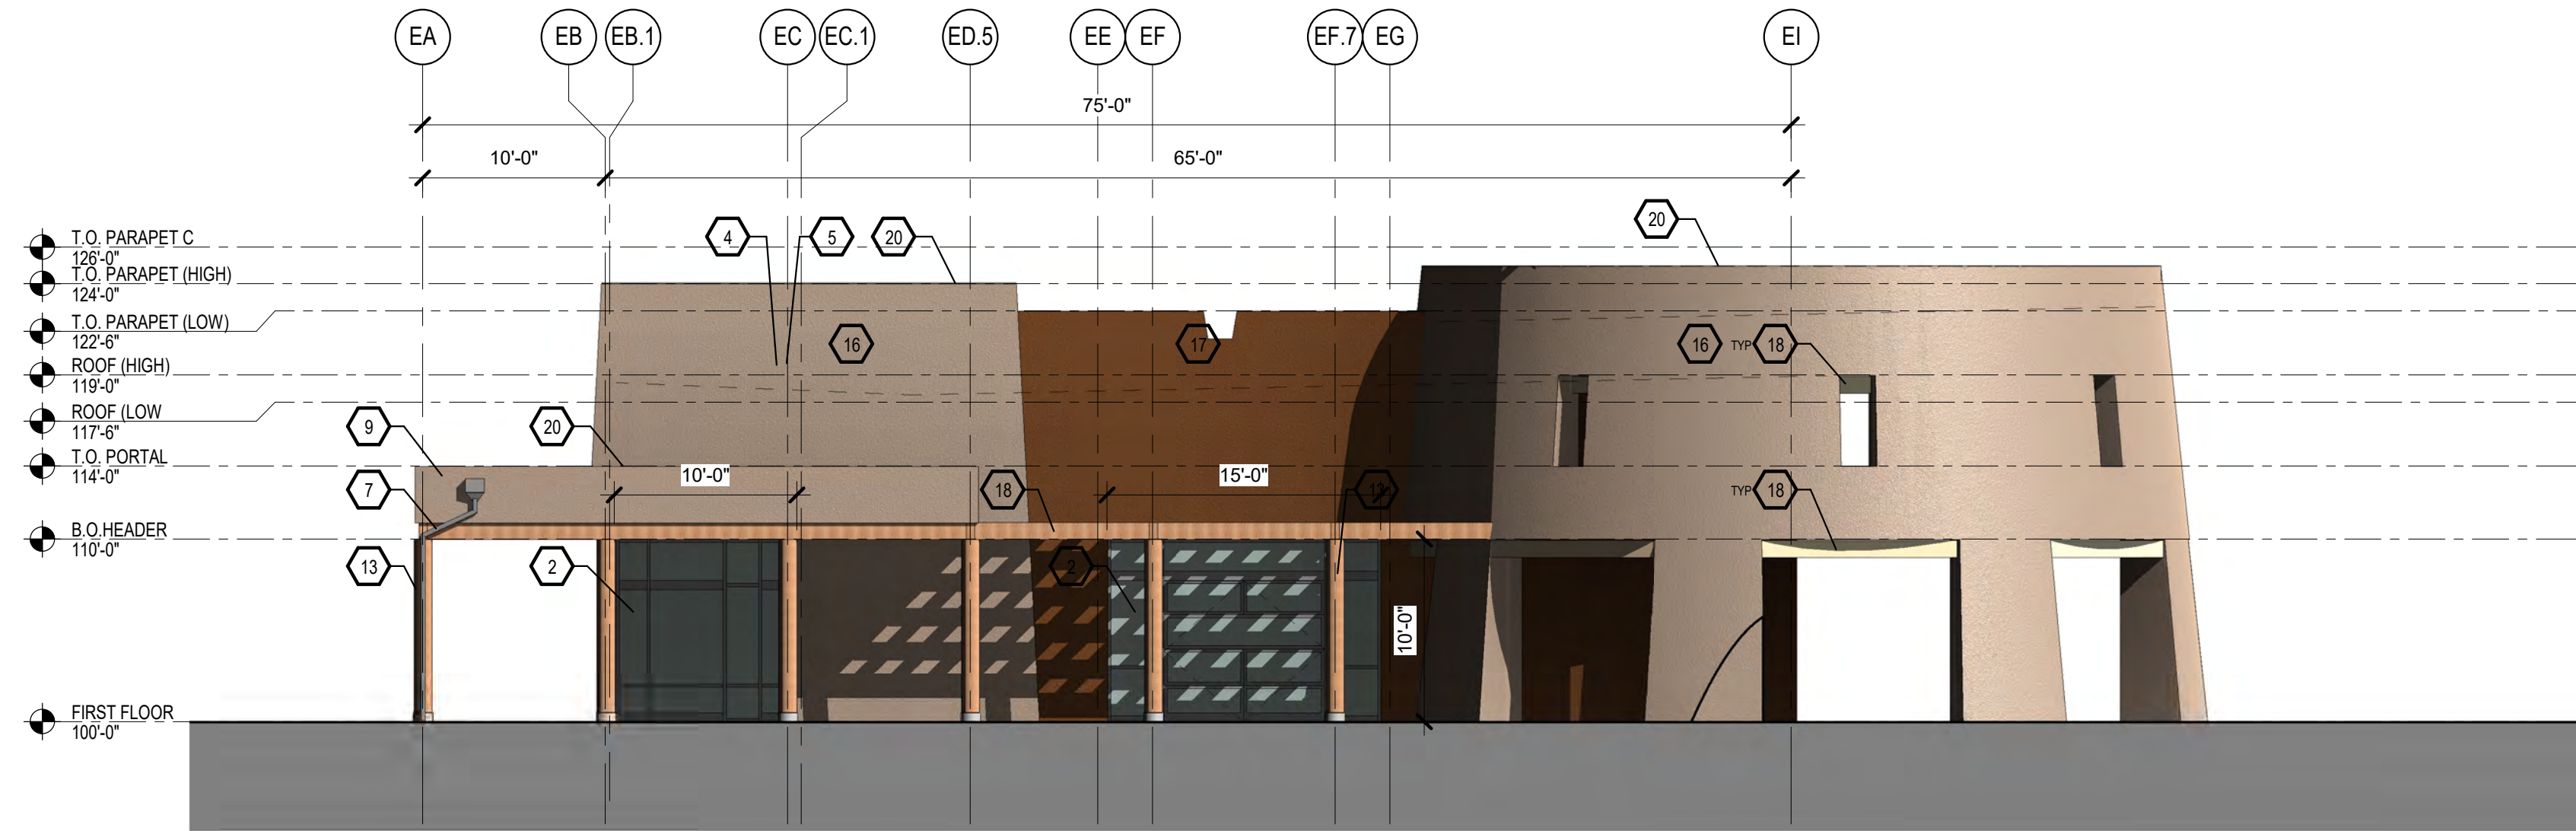 EA
EB
EB.1
EC
EC.1
ED.5
EE
EF
EF.7
EG
EI
75'-0"
10'-0"
65'-0"
T.O. PARAPET C
126'-0"
T.O. PARAPET (HIGH)
124'-0"
T.O. PARAPET (LOW)
122'-6"
ROOF (HIGH)
119'-0"
ROOF (LOW
117'-6"
T.O. PORTAL
114'-0"
B.O.HEADER
110'-0"
FIRST FLOOR
100'-0"
4
5
20
20
16
17
16
TYP 18
9
20
10'-0"
15'-0"
7
18
13
TYP 18
13
2
2
10'-0"